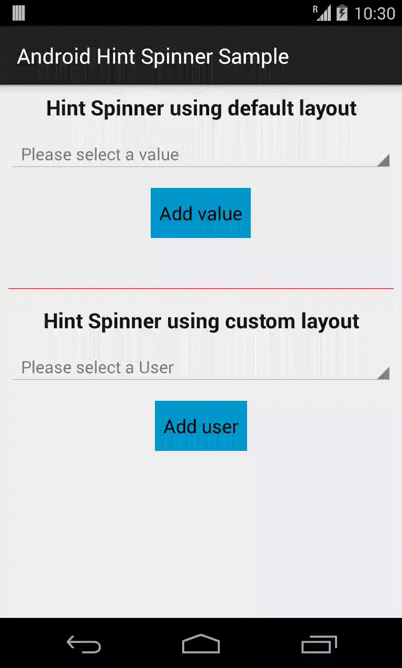 R 10:30
Android Hint Spinner Sample
Hint Spinner using default layout
Please select a value
Add value
Hint Spinner using custom layout
Please select a User
Add user